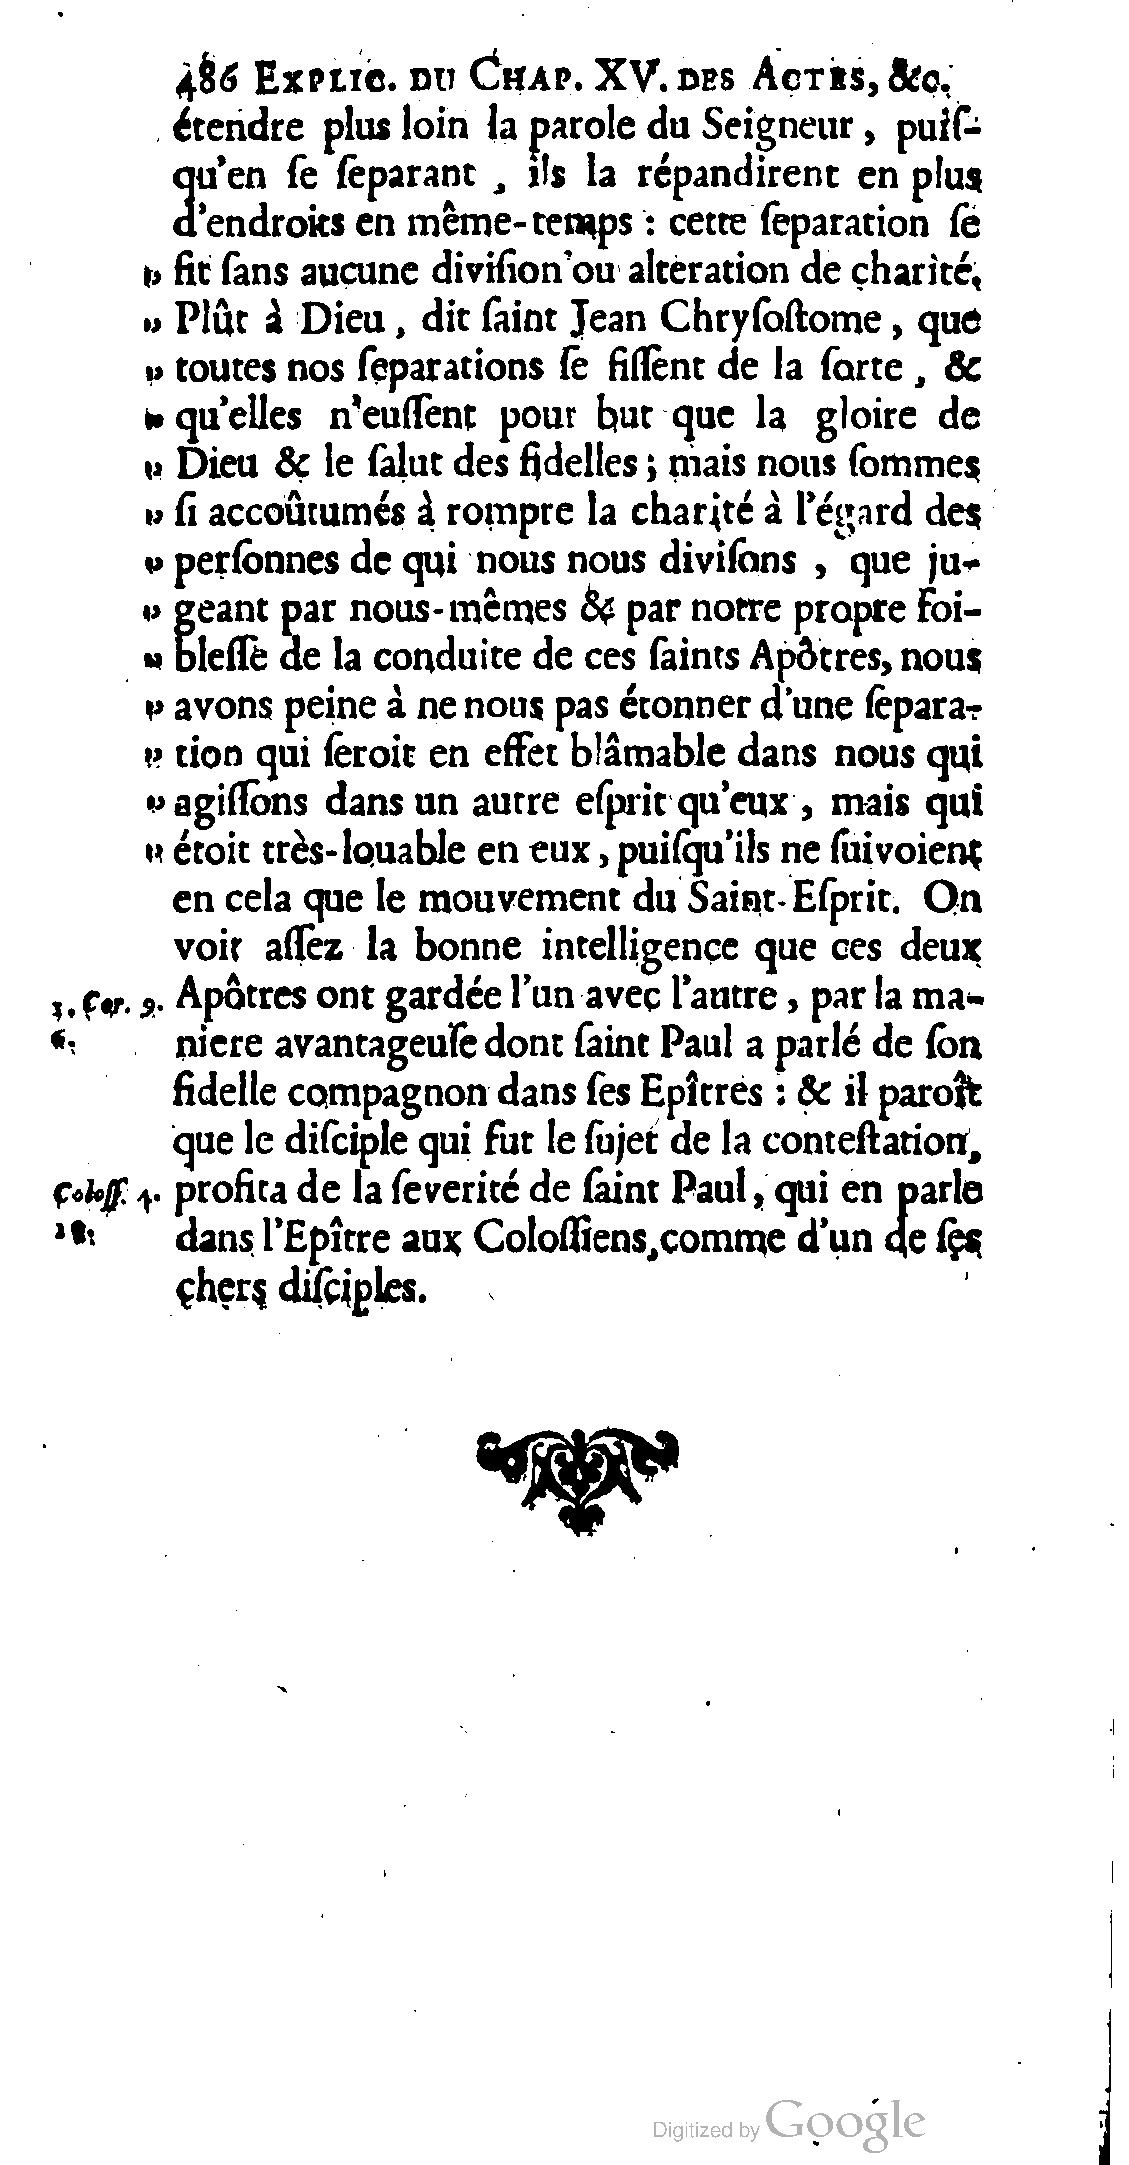 486 EXPLIC. DU CHAP. XV. DES ACTES, &c.
étendre plus loin la parole du Seigneur, puiſ-
qu'en ſe ſeparant, ils la répandirent en plus
d'endroits en même-temps : cette ſeparation ſe
„ fit ſans aucune diviſion ou alteration de charité.
„ Plût à Dieu, dit ſaint Jean Chryſoſtome, que
„ toutes nos ſeparations ſe fiſſent de la ſorte, &
„ qu'elles n'euſſent pour but que la gloire de
„ Dieu & le ſalut des fidelles; mais nous ſommes
„ ſi accoûtumés à rompre la charité à l'égard des
„ perſonnes de qui nous nous diviſons, que ju-
„ geant par nous-mêmes & par notre propre foi-
„ bleſſe de la conduite de ces ſaints Apôtres, nous
„ avons peine à ne nous pas étonner d'une ſepara-
„ tion qui ſeroit en effet blâmable dans nous qui
„ agiſſons dans un autre eſprit qu'eux, mais qui
„ étoit très-louable en eux, puiſqu'ils ne ſuivoient
en cela que le mouvement du Saint-Eſprit. On
voit aſſez la bonne intelligence que ces deux
1. Cor. 9. Apôtres ont gardée l'un avec l'autre, par la ma-
6. niere avantageuſe dont ſaint Paul a parlé de ſon
fidelle compagnon dans ſes Epîtres : & il paroît
que le diſciple qui fut le ſujet de la conteſtation,
Coloſſ. 4. profita de la ſeverité de ſaint Paul, qui en parle
18. dans l'Epître aux Coloſſiens, comme d'un de ſes
chers diſciples.
Digitized by Google